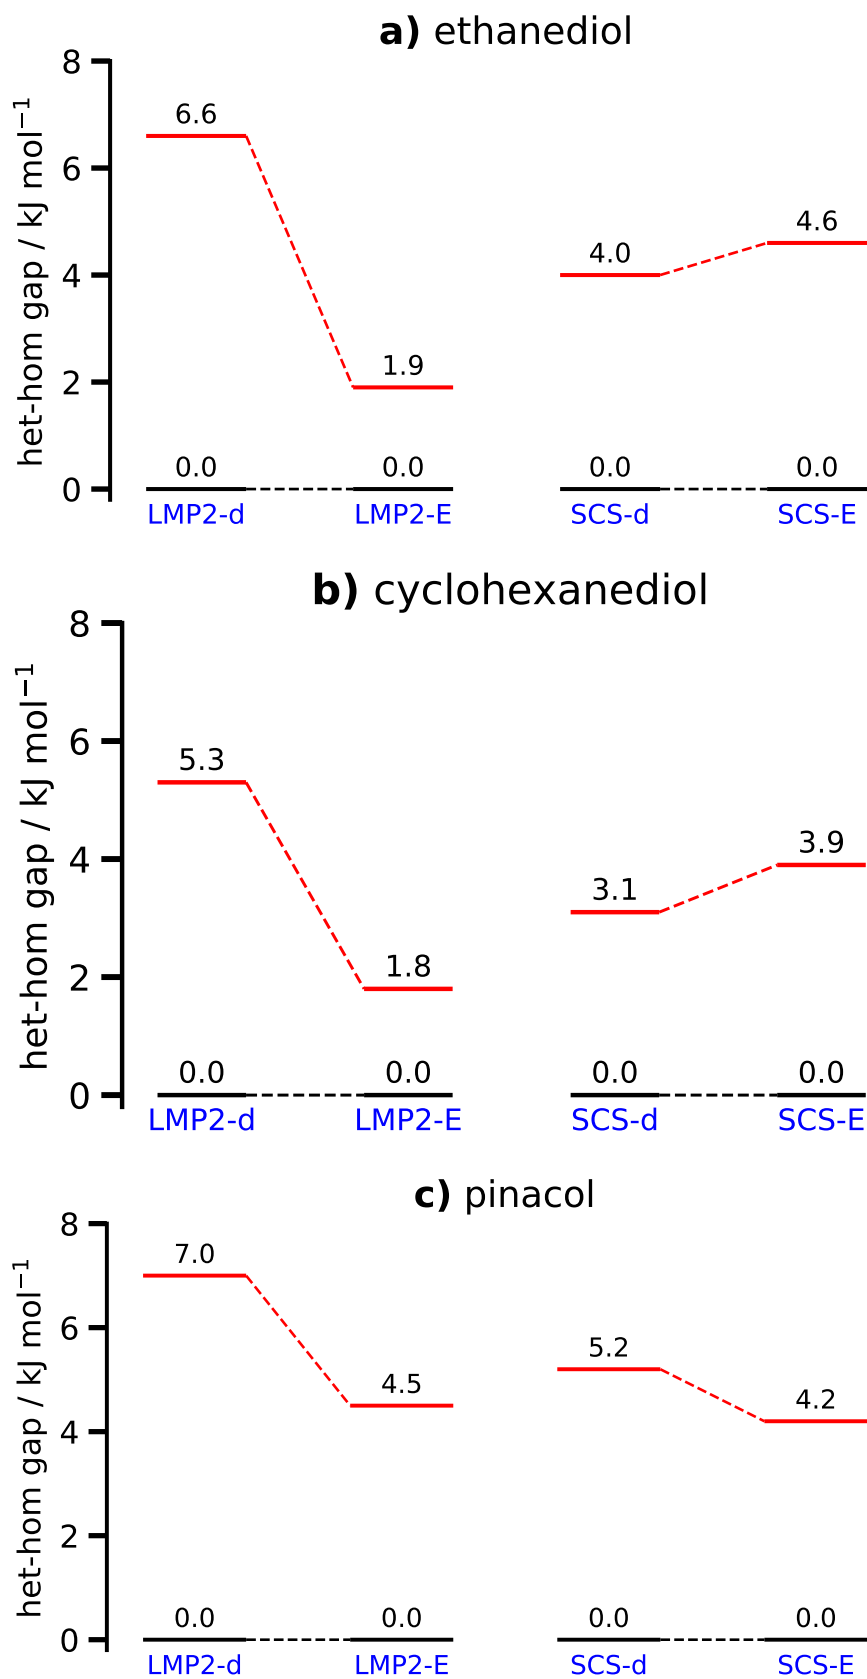 a) ethanediol
het-hom gap / kJ mol⁻¹
8
6
4
2
0
6.6
1.9
4.0
4.6
0.0 0.0 0.0 0.0
LMP2-d LMP2-E SCS-d SCS-E
b) cyclohexanediol
het-hom gap / kJ mol⁻¹
8
6
4
2
0
5.3
1.8
3.1
3.9
0.0 0.0 0.0 0.0
LMP2-d LMP2-E SCS-d SCS-E
c) pinacol
het-hom gap / kJ mol⁻¹
8
6
4
2
0
7.0
4.5
5.2
4.2
0.0 0.0 0.0 0.0
LMP2-d LMP2-E SCS-d SCS-E